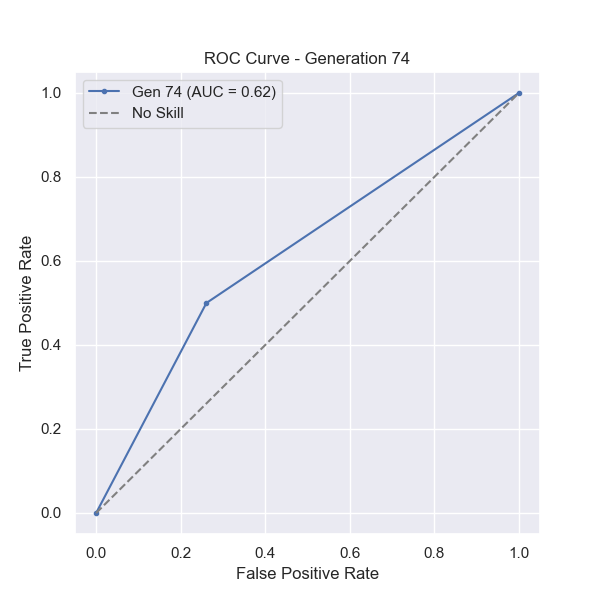 ROC Curve - Generation 74
Gen 74 (AUC = 0.62)
No Skill
1.0
0.8
0.6
0.4
0.2
0.0
True Positive Rate
0.0 0.2 0.4 0.6 0.8 1.0
False Positive Rate